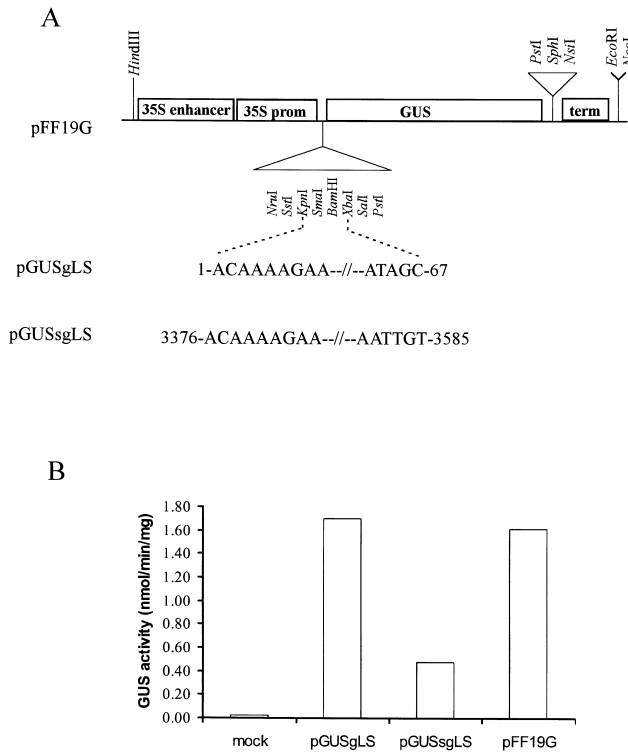 A
HindIII
PstI
SphI
NsiI
EcoRI
35S enhancer
35S prom
GUS
term
pFF19G
NruI
SstI
KpnI
SmaI
BamHI
XbaI
SalI
PstI
pGUSgLS
1-ACAAAAGAA--//--ATAGC-67
pGUSsgLS
3376-ACAAAAGAA--//--AATTGT-3585
B
GUS activity (nmol/min/mg)
1.80
1.60
1.40
1.20
1.00
0.80
0.60
0.40
0.20
0.00
mock
pGUSgLS
pGUSsgLS
pFF19G